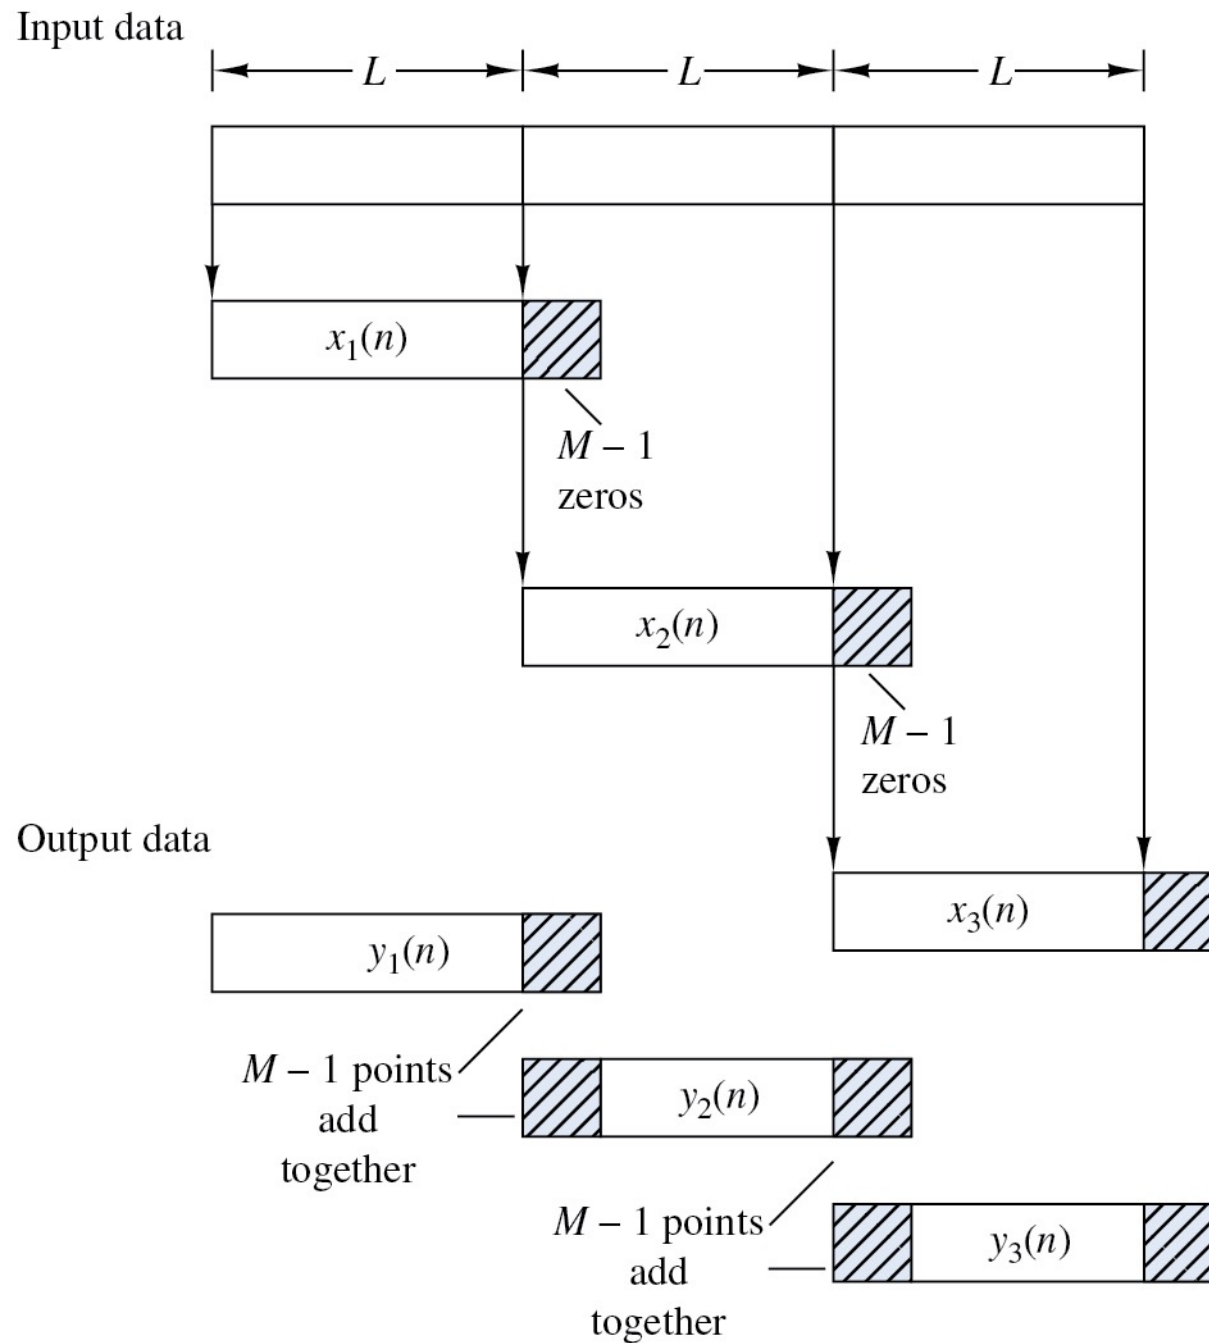 Input data
L L L
x₁(n)
M – 1
zeros
x₂(n)
M – 1
zeros
Output data
x₃(n)
y₁(n)
M – 1 points
add
together
y₂(n)
M – 1 points
add
together
y₃(n)